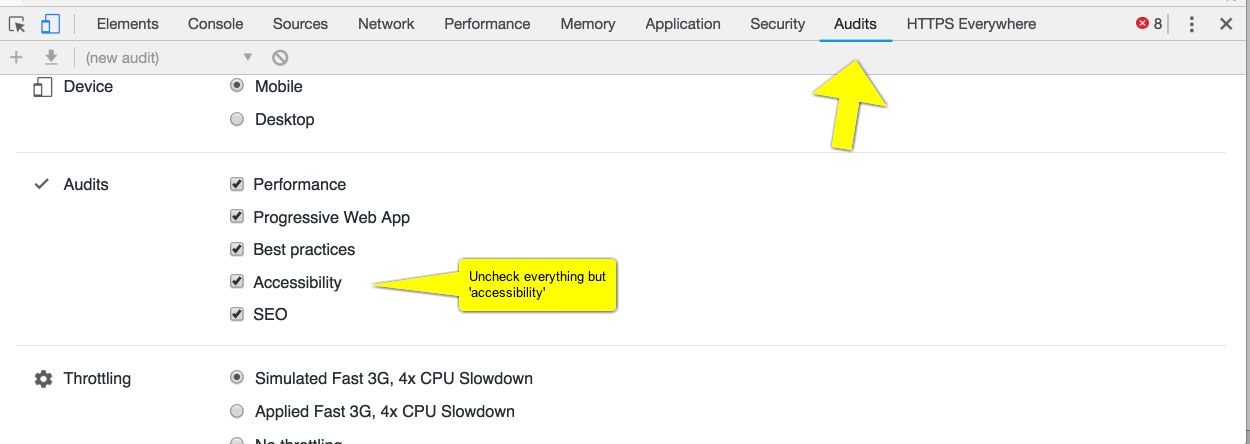 Elements Console Sources Network Performance Memory Application Security Audits HTTPS Everywhere 8
(new audit)
Device Mobile
Desktop
Audits Performance
Progressive Web App
Best practices
Uncheck everything but
'accessibility'
Accessibility
SEO
Throttling Simulated Fast 3G, 4x CPU Slowdown
Applied Fast 3G, 4x CPU Slowdown
No throttling